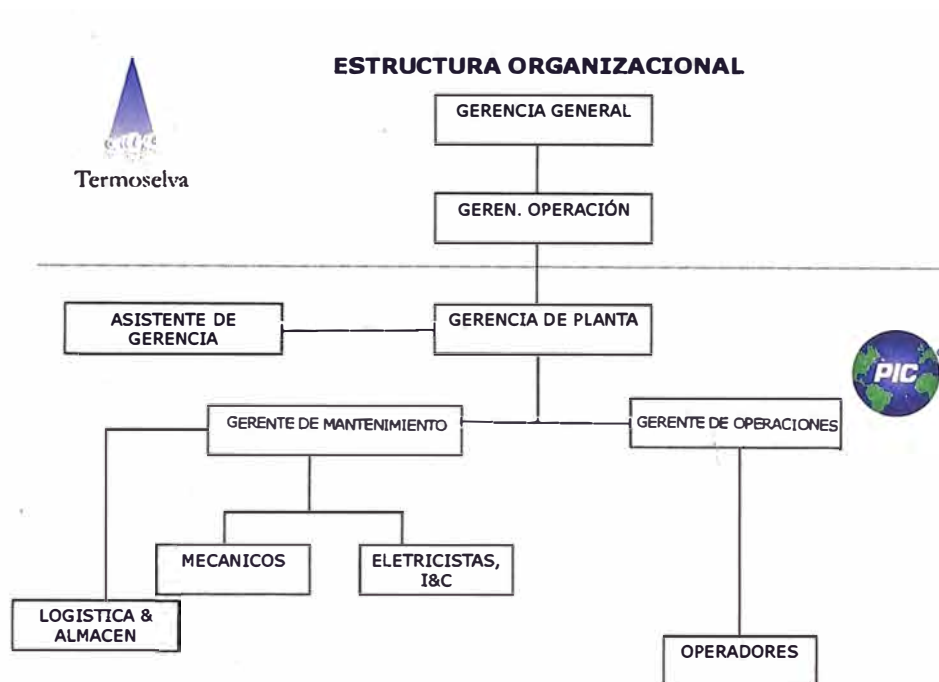 ESTRUCTURA ORGANIZACIONAL
GERENCIA GENERAL
Termoselva
GEREN. OPERACIÓN
ASISTENTE DE
GERENCIA
GERENCIA DE PLANTA
PIC
GERENTE DE MANTENIMIENTO
GERENTE DE OPERACIONES
MECANICOS
ELETRICISTAS,
I&C
LOGISTICA &
ALMACEN
OPERADORES